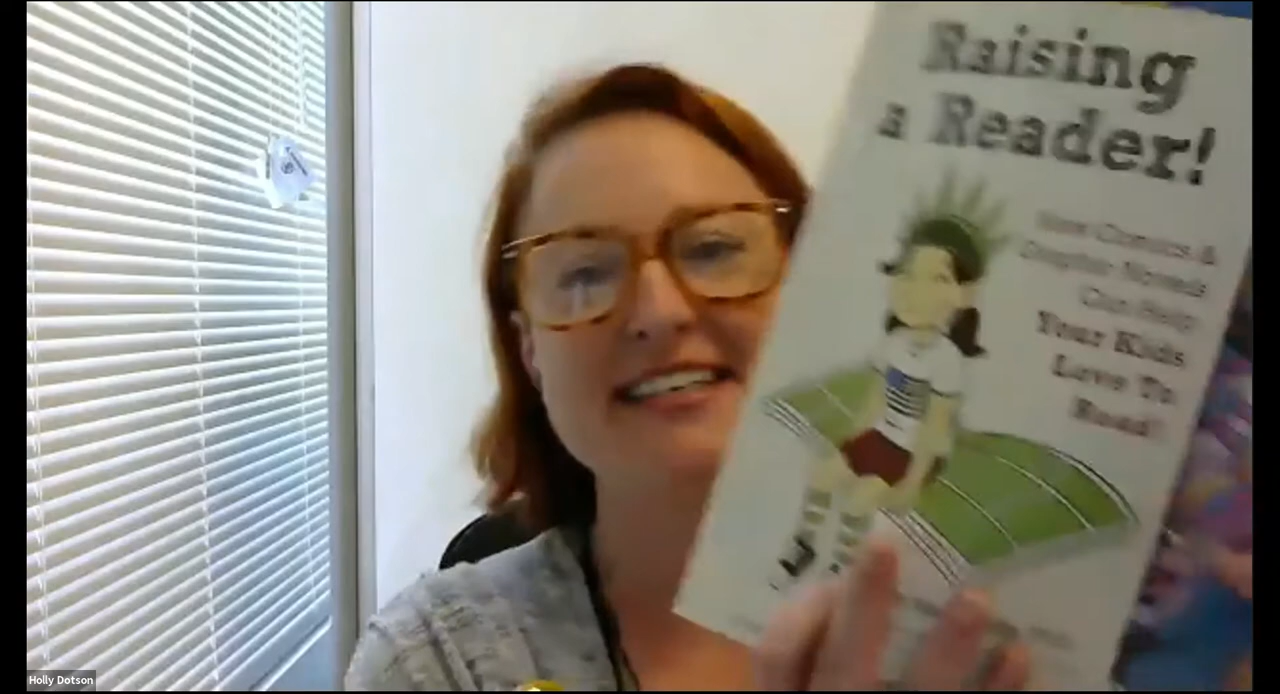 Raising
a Reader!
How Comics &
Graphic Novels
Can Help
Your Kids
Love To
Read!
Holly Dotson